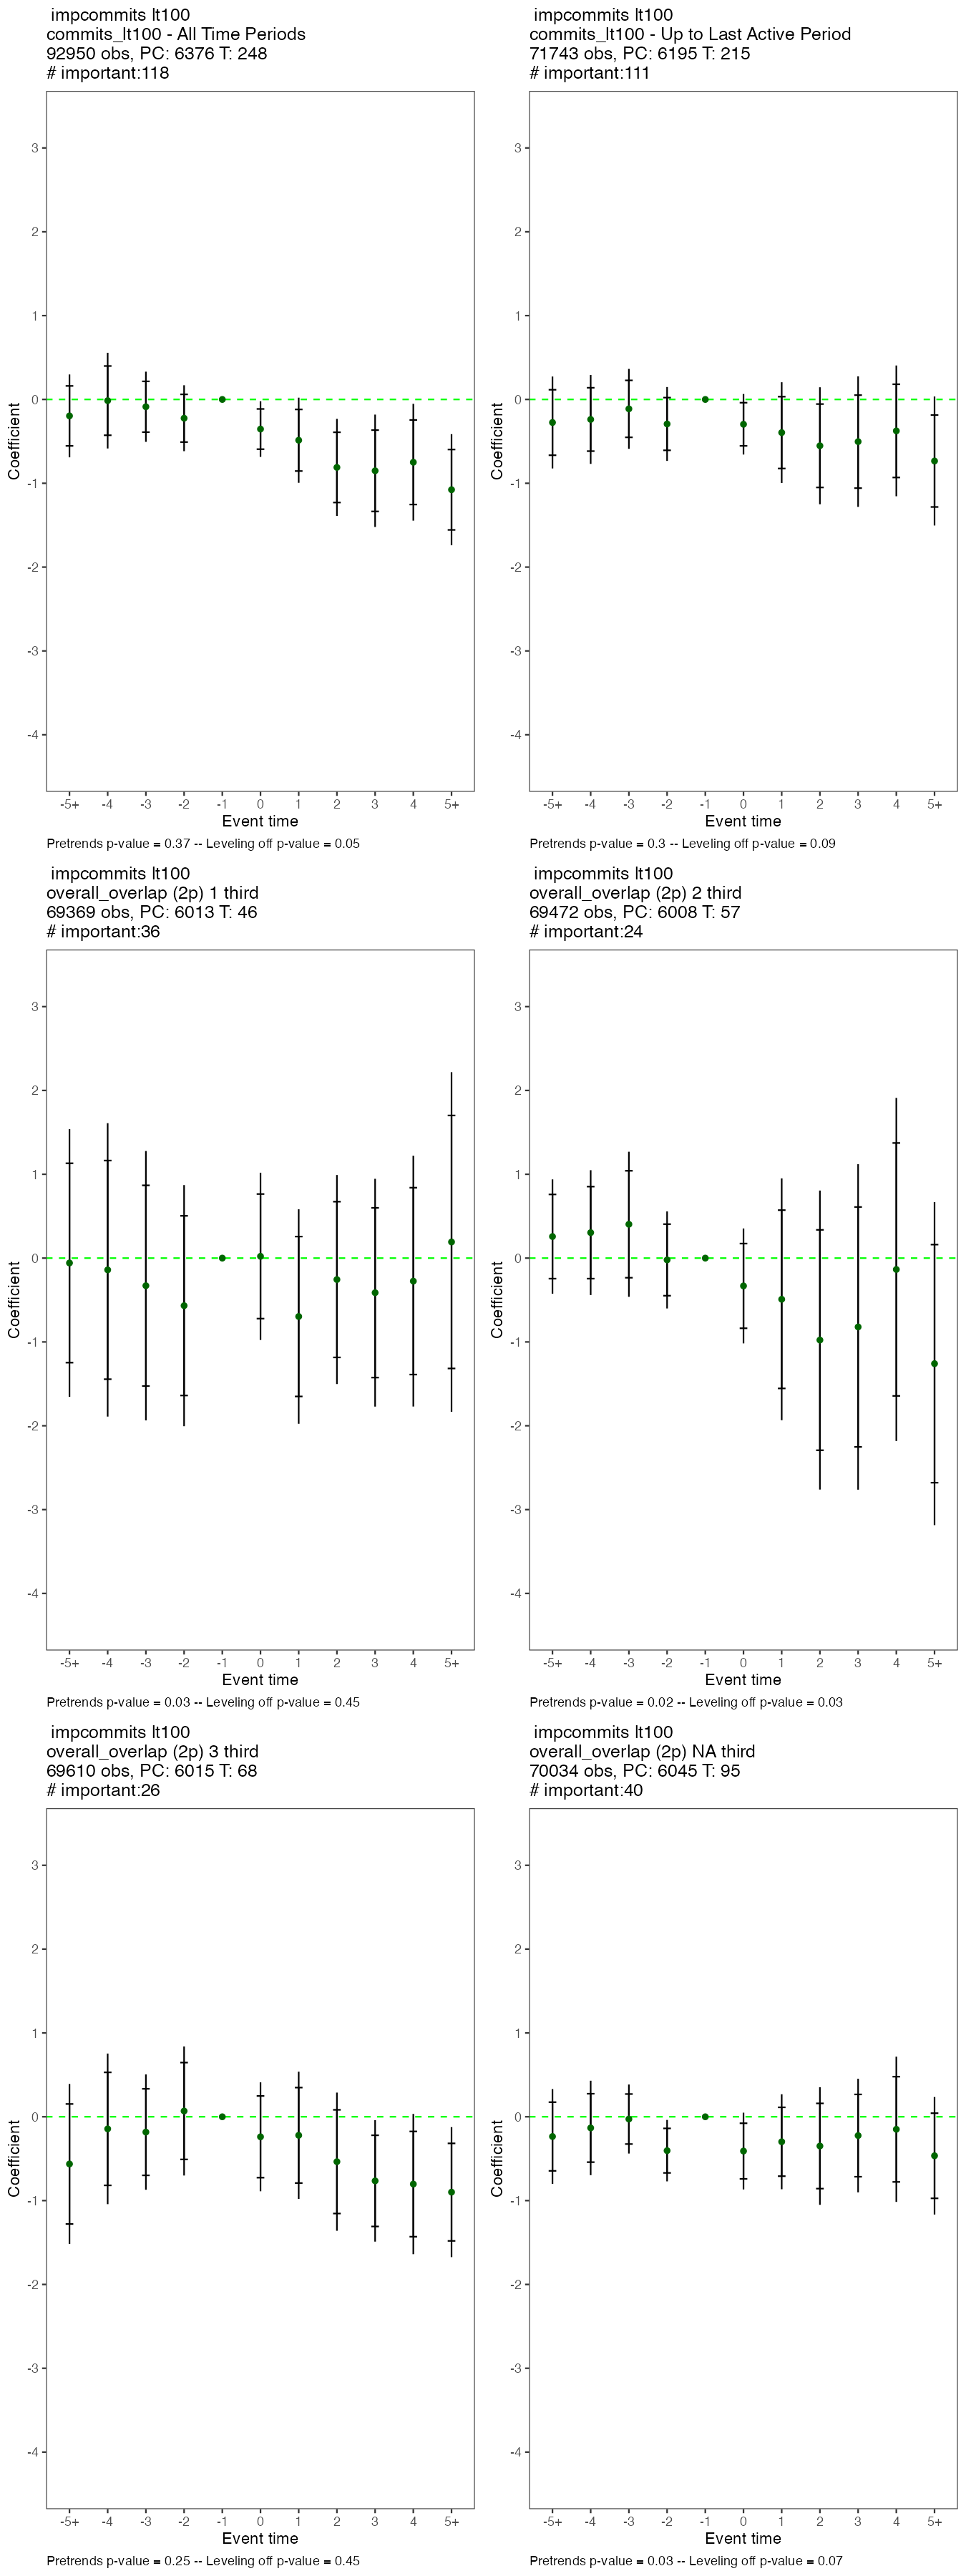 impcommits lt100
commits_lt100 - All Time Periods
92950 obs, PC: 6376 T: 248
# important:118
3
2
1
0
-1
-2
-3
-4
Coefficient
-5+ -4 -3 -2 -1 0 1 2 3 4 5+
Event time
Pretrends p-value = 0.37 -- Leveling off p-value = 0.05
impcommits lt100
commits_lt100 - Up to Last Active Period
71743 obs, PC: 6195 T: 215
# important:111
3
2
1
0
-1
-2
-3
-4
Coefficient
-5+ -4 -3 -2 -1 0 1 2 3 4 5+
Event time
Pretrends p-value = 0.3 -- Leveling off p-value = 0.09
impcommits lt100
overall_overlap (2p) 1 third
69369 obs, PC: 6013 T: 46
# important:36
3
2
1
0
-1
-2
-3
-4
Coefficient
-5+ -4 -3 -2 -1 0 1 2 3 4 5+
Event time
Pretrends p-value = 0.03 -- Leveling off p-value = 0.45
impcommits lt100
overall_overlap (2p) 2 third
69472 obs, PC: 6008 T: 57
# important:24
3
2
1
0
-1
-2
-3
-4
Coefficient
-5+ -4 -3 -2 -1 0 1 2 3 4 5+
Event time
Pretrends p-value = 0.02 -- Leveling off p-value = 0.03
impcommits lt100
overall_overlap (2p) 3 third
69610 obs, PC: 6015 T: 68
# important:26
3
2
1
0
-1
-2
-3
-4
Coefficient
-5+ -4 -3 -2 -1 0 1 2 3 4 5+
Event time
Pretrends p-value = 0.25 -- Leveling off p-value = 0.45
impcommits lt100
overall_overlap (2p) NA third
70034 obs, PC: 6045 T: 95
# important:40
3
2
1
0
-1
-2
-3
-4
Coefficient
-5+ -4 -3 -2 -1 0 1 2 3 4 5+
Event time
Pretrends p-value = 0.03 -- Leveling off p-value = 0.07